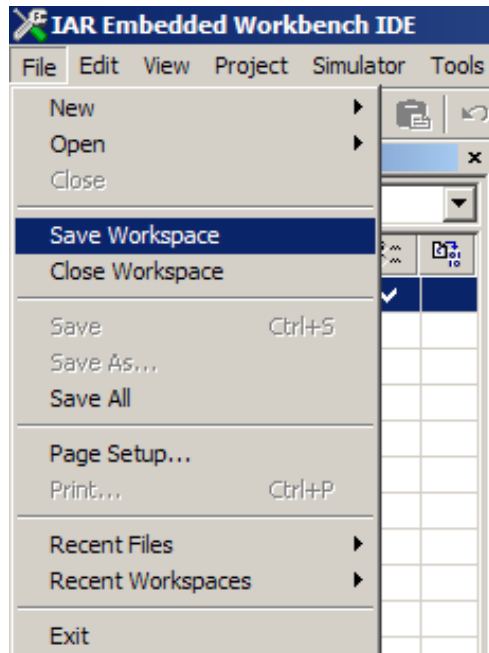 IAR Embedded Workbench IDE
File Edit View Project Simulator Tools
New
Open
Close
Save Workspace
Close Workspace
Save Ctrl+S
Save As...
Save All
Page Setup...
Print... Ctrl+P
Recent Files
Recent Workspaces
Exit